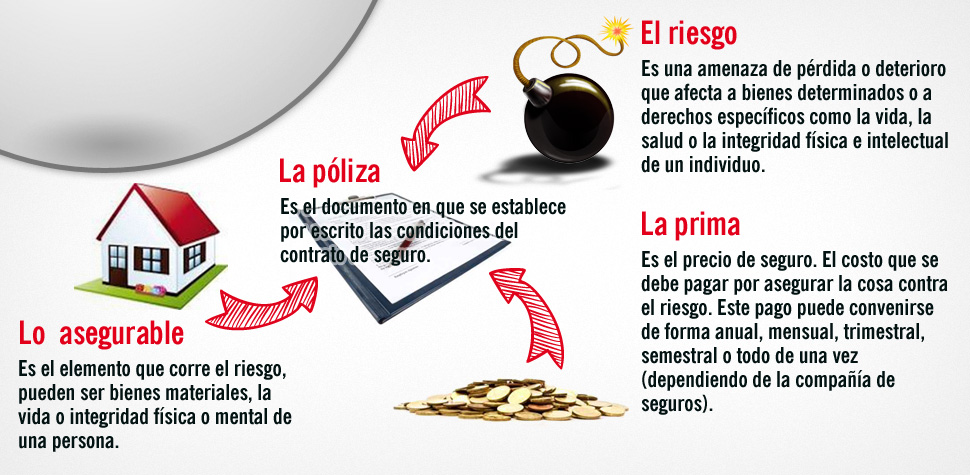 El riesgo
Es una amenaza de pérdida o deterioro
que afecta a bienes determinados o a
derechos específicos como la vida, la
salud o la integridad física e intelectual
de un individuo.
La póliza
Es el documento en que se establece
por escrito las condiciones del
contrato de seguro.
La prima
Es el precio de seguro. El costo que se
debe pagar por asegurar la cosa contra
el riesgo. Este pago puede convenirse
de forma anual, mensual, trimestral,
semestral o todo de una vez
(dependiendo de la compañía de
seguros).
Lo asegurable
Es el elemento que corre el riesgo,
pueden ser bienes materiales, la
vida o integridad física o mental de
una persona.